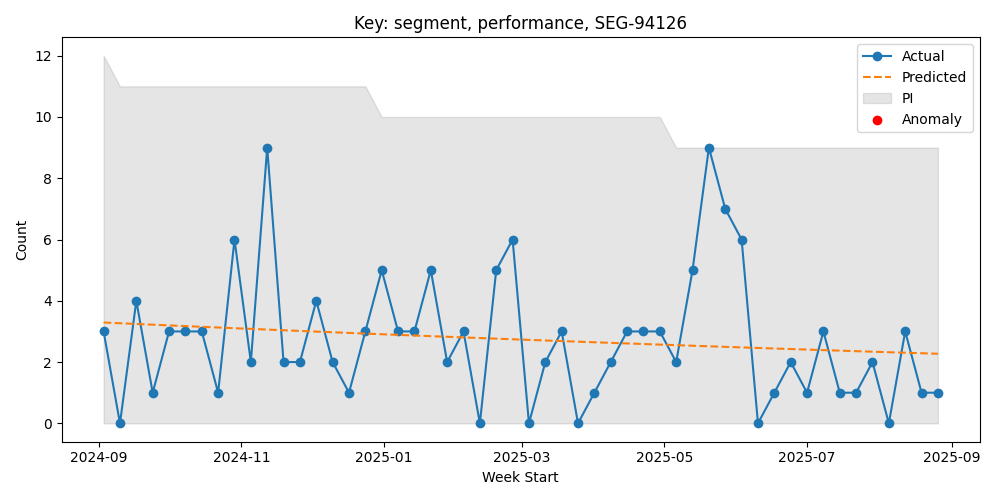 Key: segment, performance, SEG-94126
Actual
Predicted
PI
Anomaly
Count
12
10
8
6
4
2
0
2024-09 2024-11 2025-01 2025-03 2025-05 2025-07 2025-09
Week Start